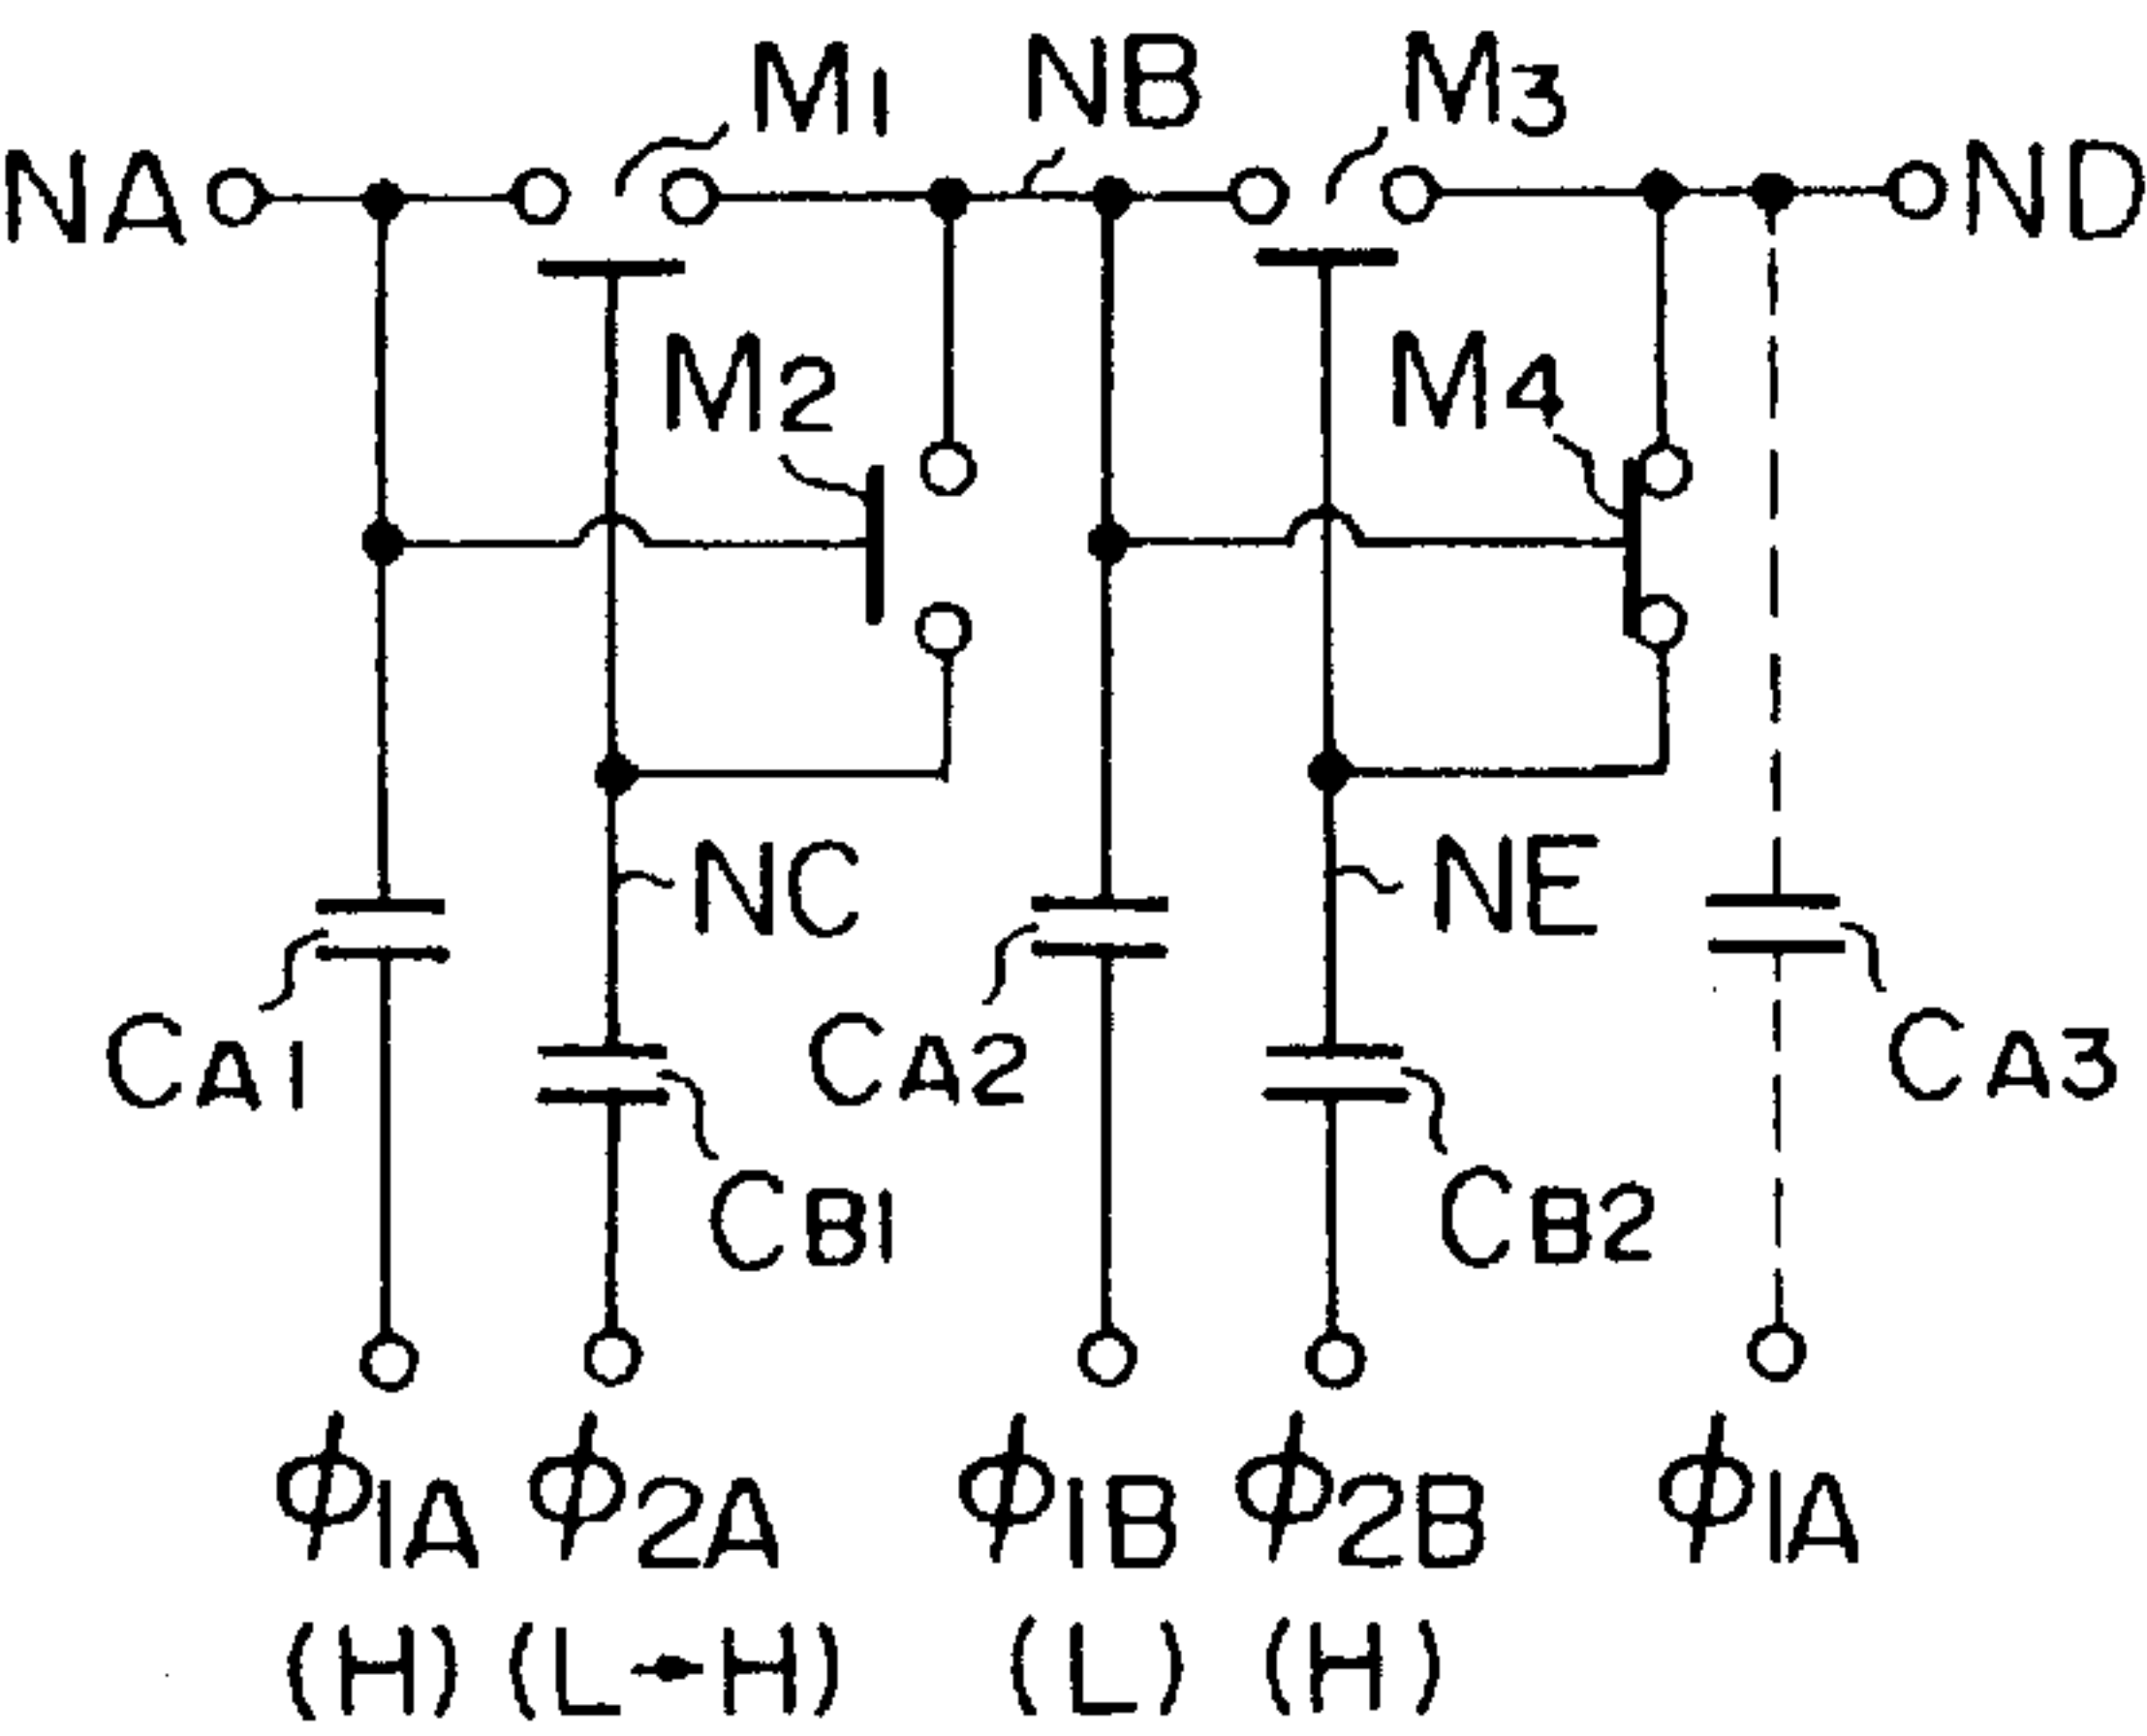 M1 NB M3
NA ND
M2 M4
NC NE
CA1 CA2 CA3
CB1 CB2
ϕ1A ϕ2A ϕ1B ϕ2B ϕ1A
(H) (L→H) (L) (H)